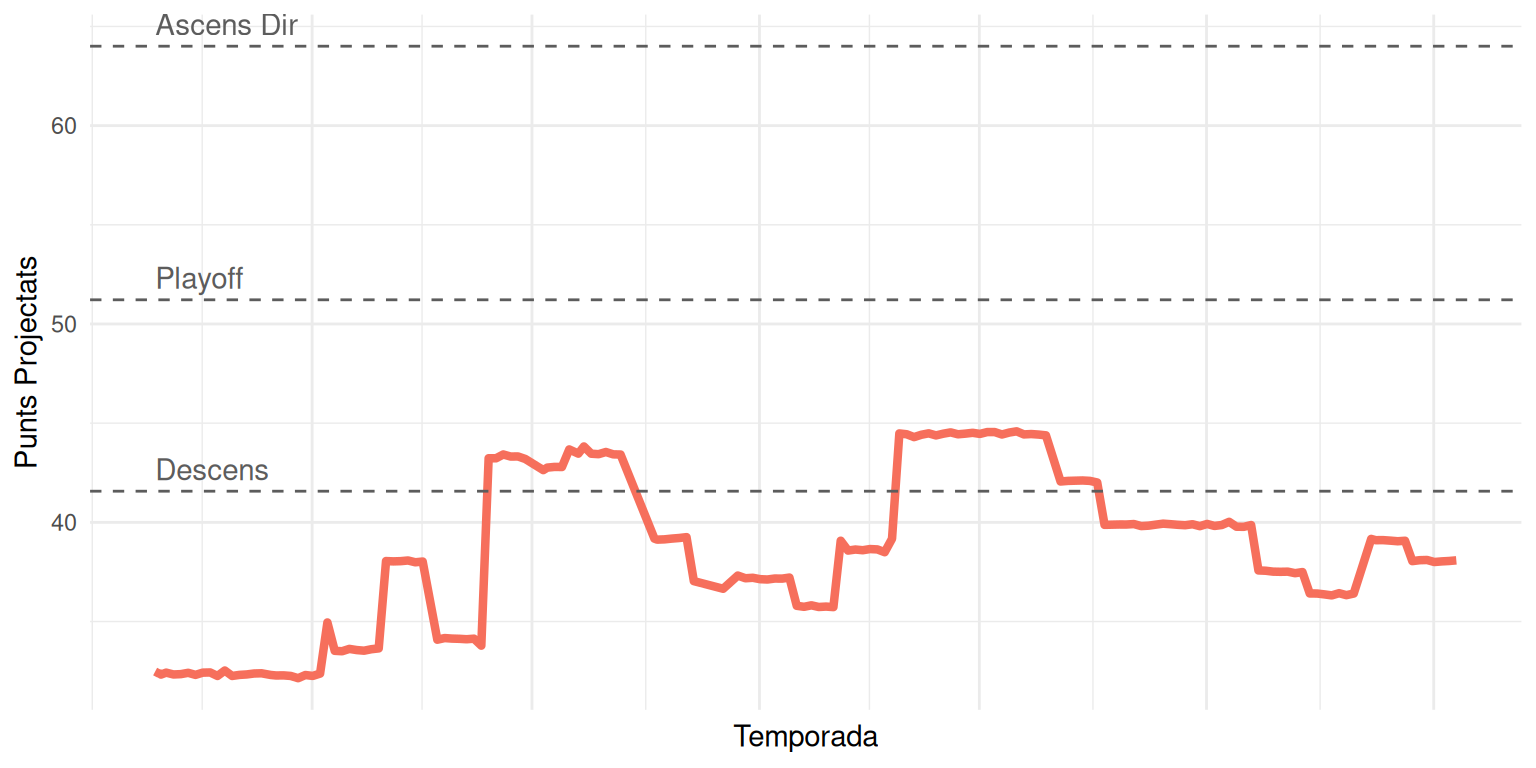 Ascens Dir
60
Playoff
50
Descens
40
Punts Projectats
Temporada